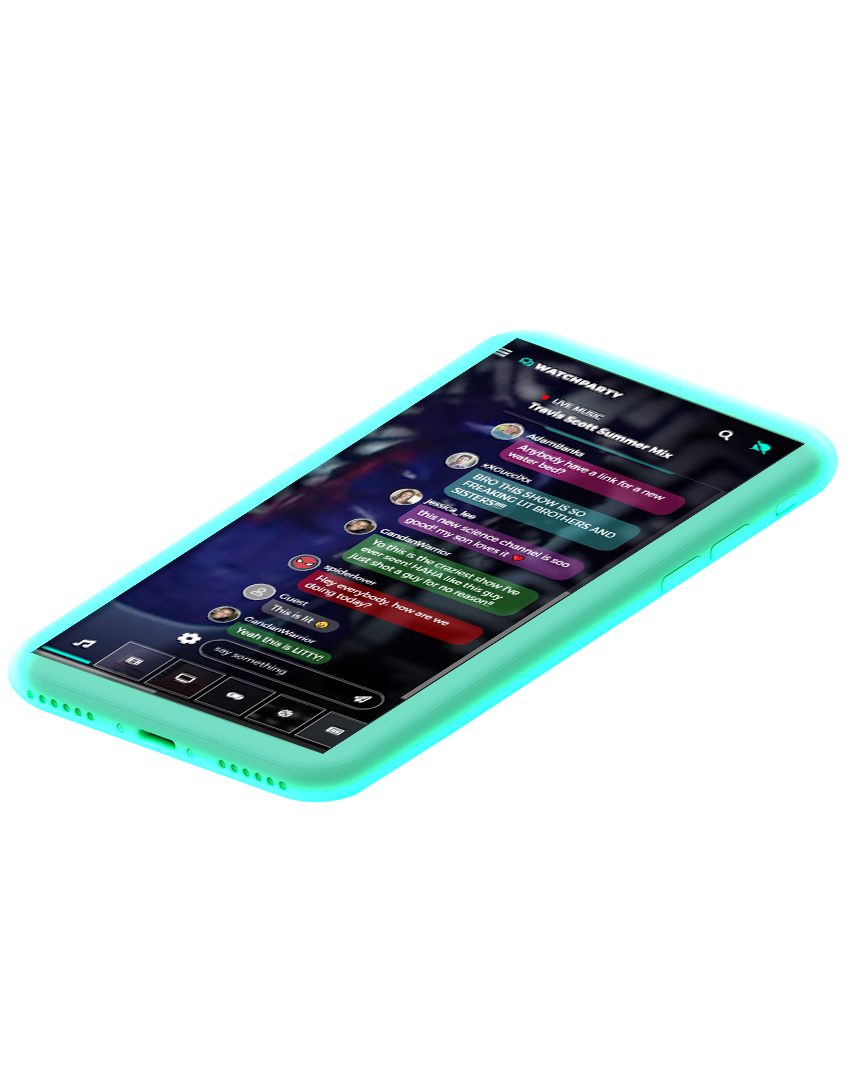 WATCHPARTY
LIVE MUSIC
Travis Scott Summer Mix
Anybody have a link for a new
water bed?
xXGucciXx
BRO THIS SHOW IS SO
FREAKING LIT BROTHERS AND
SISTERS!!!!!
jessica_lee
this new science channel is soo
good! my son loves it ❤️
GandanWarrior
Yo this is the craziest show I've
ever seen! HAHA like this guy
just shot a guy for no reason!!
spiderlover
Hey everybody, how are we
doing today?
Guest
This is lit
GandanWarrior
Yeah this is LITTY!
say something